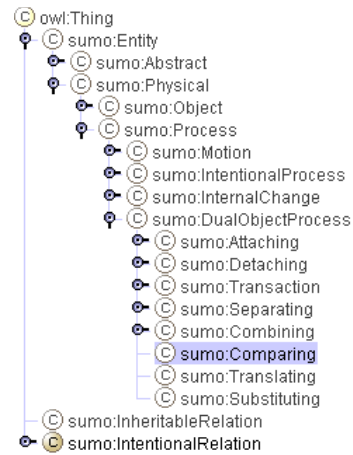 owl:Thing
sumo:Entity
sumo:Abstract
sumo:Physical
sumo:Object
sumo:Process
sumo:Motion
sumo:IntentionalProcess
sumo:InternalChange
sumo:DualObjectProcess
sumo:Attaching
sumo:Detaching
sumo:Transaction
sumo:Separating
sumo:Combining
sumo:Comparing
sumo:Translating
sumo:Substituting
sumo:InheritableRelation
sumo:IntentionalRelation